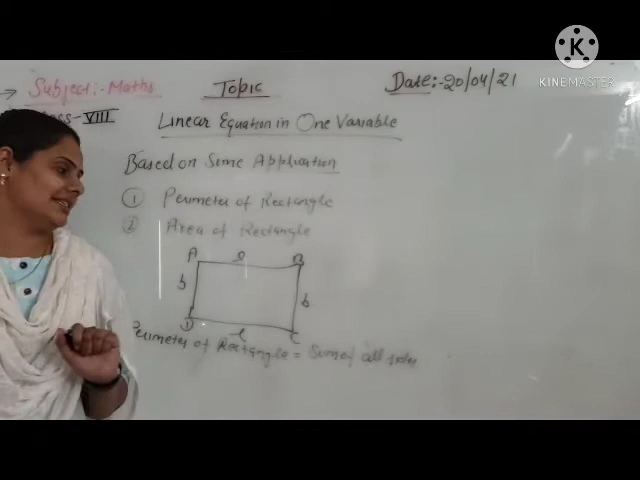 → Subject:- Maths Topic Date:- 20/04/21
Class-VIII Linear Equation in One Variable
Based on Some Application
① Perimeter of Rectangle
② Area of Rectangle
A l B
b b
D l C
Perimeter of Rectangle = Sum of all sides
K
KINEMASTER